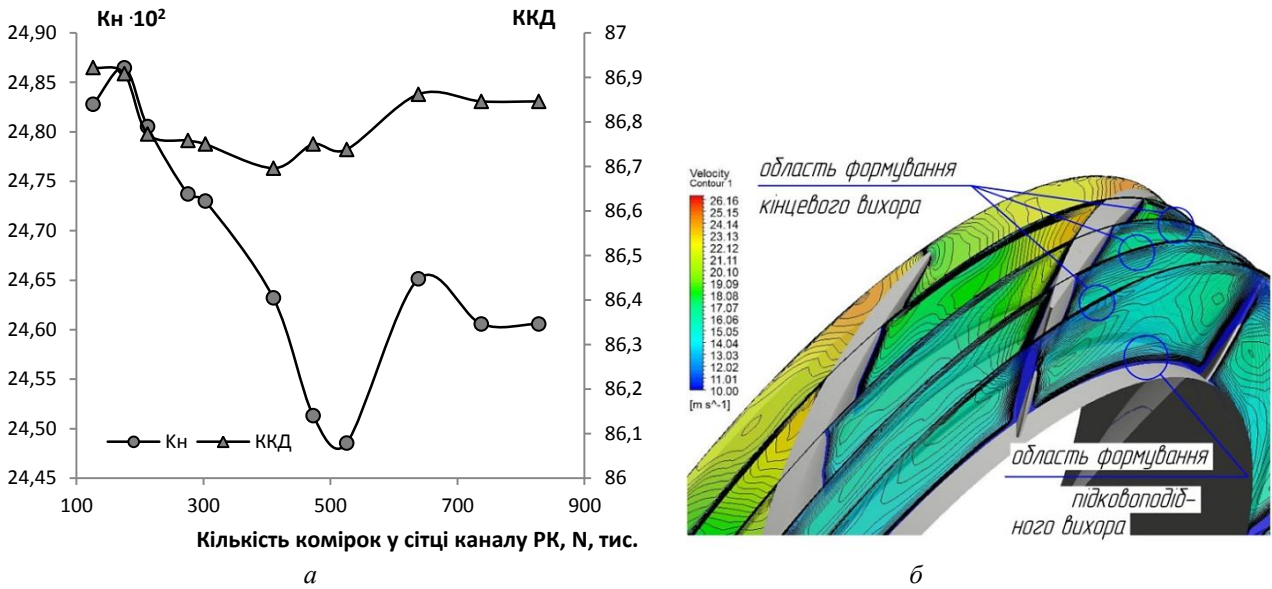 Кн ·10²
ККД
24,90
24,85
24,80
24,75
24,70
24,65
24,60
24,55
24,50
24,45
87
86,9
86,8
86,7
86,6
86,5
86,4
86,3
86,2
86,1
86
Кн
ККД
100
300
500
700
900
Кількість комірок у сітці каналу РК, N, тис.
а
Velocity
Contour 1
26.16
25.15
24.14
23.13
22.12
21.11
20.10
19.09
18.08
17.07
16.06
15.05
14.04
13.03
12.02
11.01
10.00
[m s^-1]
область формування
кінцевого вихора
область формування
підковоподіб-
ного вихора
б